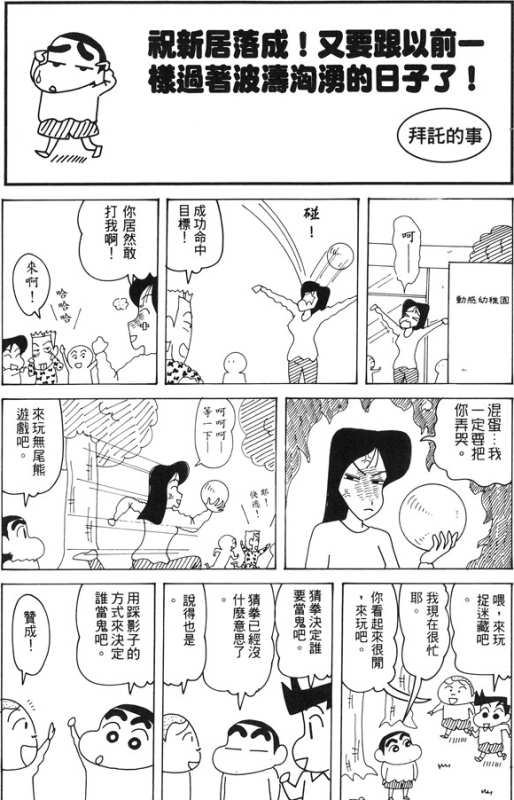 祝新居落成！又要跟以前一
樣過著波濤洶湧的日子了！
拜託的事
呵—
動感幼稚園
碰！
成功命中
目標！
你居然敢
打我啊！
哈哈哈
來啊！
混蛋…我
一定要把
你弄哭。
呵呵呵—
等一下—
耶！
快逃！
來玩無尾熊
遊戲吧。
喂，來玩
捉迷藏吧
我現在很忙
耶。
你看起來很閒
，來玩吧。
猜拳決定誰
要當鬼吧。
猜拳已經沒
什麼意思了
。
說得也是
。
用踩影子的
方式來決定
誰當鬼吧。
贊成！